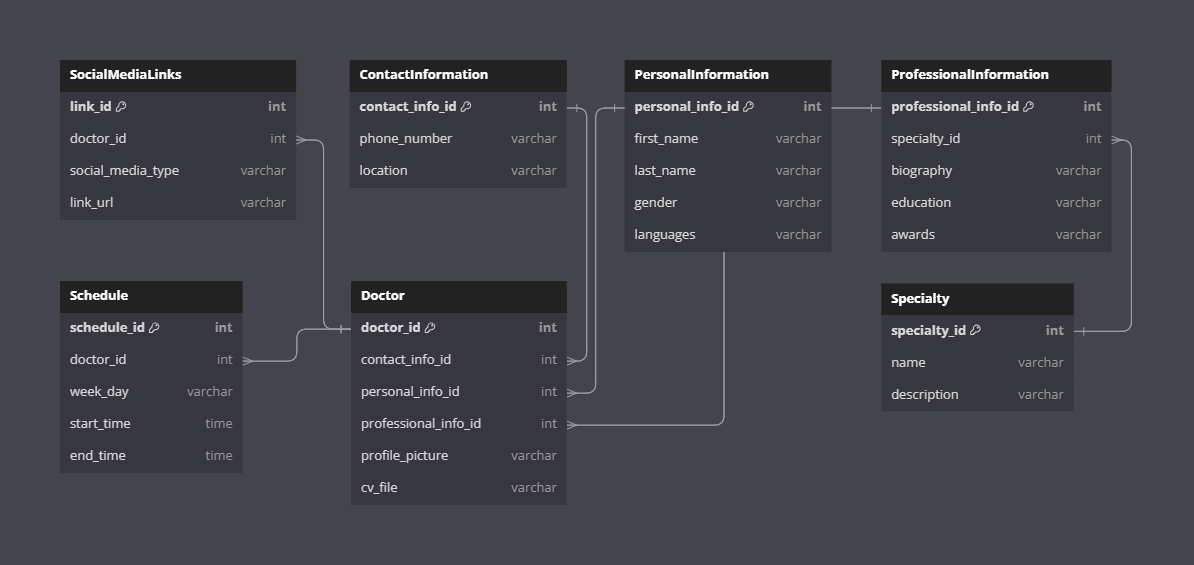 SocialMediaLinks
link_id int
doctor_id int
social_media_type varchar
link_url varchar
ContactInformation
contact_info_id int
phone_number varchar
location varchar
PersonalInformation
personal_info_id int
first_name varchar
last_name varchar
gender varchar
languages varchar
ProfessionalInformation
professional_info_id int
specialty_id int
biography varchar
education varchar
awards varchar
Schedule
schedule_id int
doctor_id int
week_day varchar
start_time time
end_time time
Doctor
doctor_id int
contact_info_id int
personal_info_id int
professional_info_id int
profile_picture varchar
cv_file varchar
Specialty
specialty_id int
name varchar
description varchar